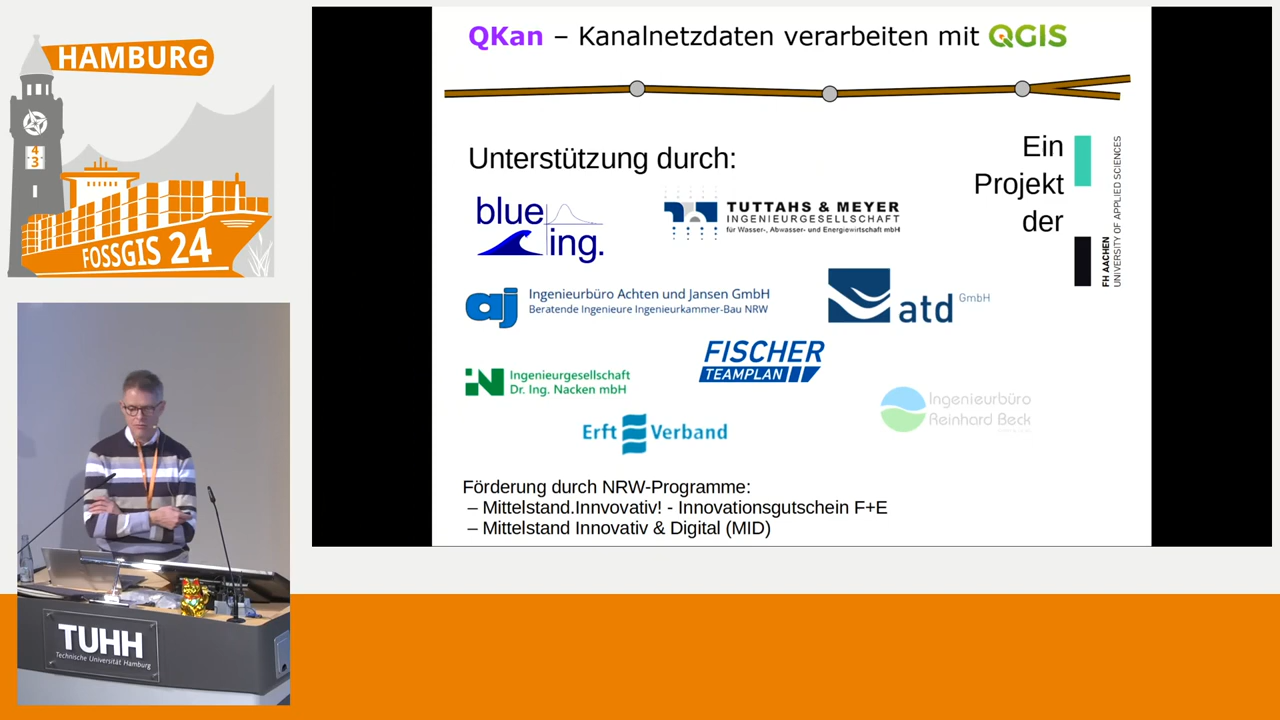 HAMBURG
4
3
FOSSGIS 24
TUHH
Technische Universität Hamburg
QKan – Kanalnetzdaten verarbeiten mit QGIS
Unterstützung durch:
Ein
Projekt
der
FH AACHEN
UNIVERSITY OF APPLIED SCIENCES
blue
ing.
TUTTAHS & MEYER
INGENIEURGESELLSCHAFT
für Wasser-, Abwasser- und Energiewirtschaft mbH
aj
Ingenieurbüro Achten und Jansen GmbH
Beratende Ingenieure Ingenieurkammer-Bau NRW
atd GmbH
FISCHER
TEAMPLAN
N
Ingenieurgesellschaft
Dr. Ing. Nacken mbH
Ingenieurbüro
Reinhard Beck
Erft Verband
Förderung durch NRW-Programme:
– Mittelstand.Innvovativ! - Innovationsgutschein F+E
– Mittelstand Innovativ & Digital (MID)